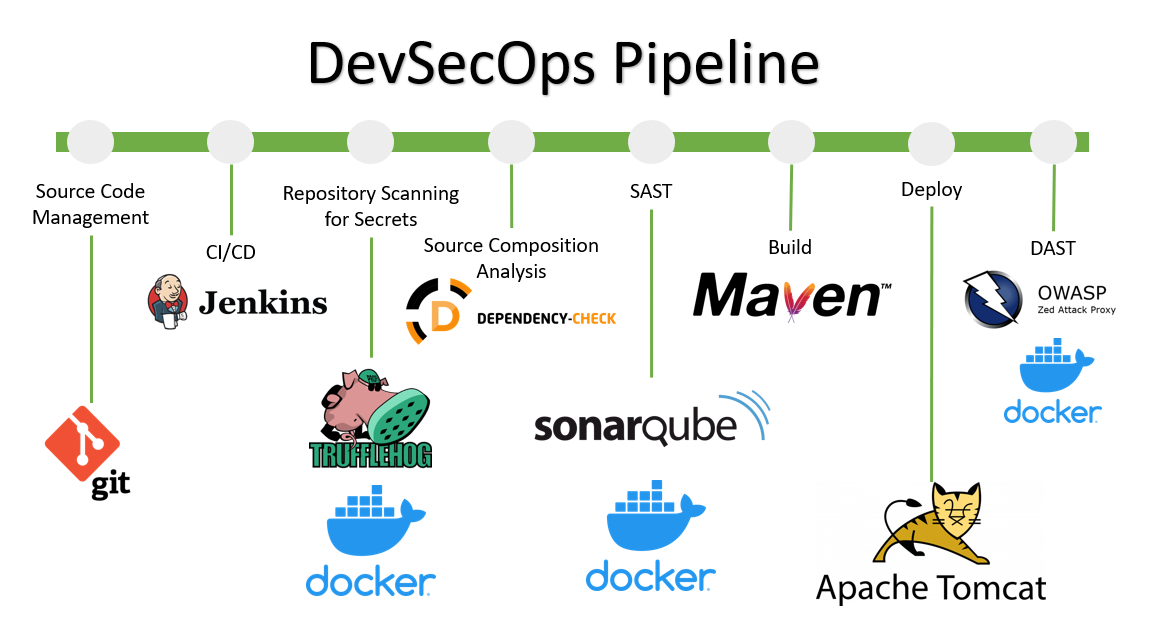 DevSecOps Pipeline
Source Code
Management
CI/CD
Jenkins
Repository Scanning
for Secrets
Source Composition
Analysis
DEPENDENCY-CHECK
SAST
Build
Maven™
Deploy
DAST
OWASP
Zed Attack Proxy
docker
git
TRUFFLEHOG
docker
sonarqube
docker
Apache Tomcat